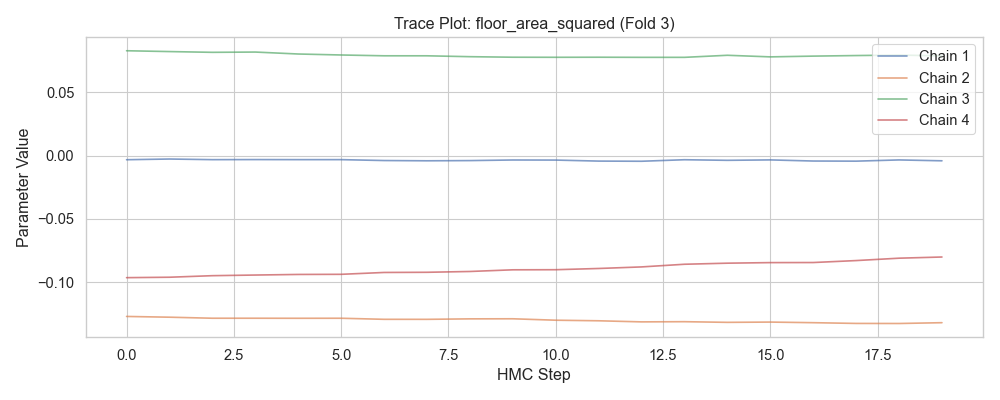 Trace Plot: floor_area_squared (Fold 3)
Parameter Value
0.05
0.00
−0.05
−0.10
Chain 1
Chain 2
Chain 3
Chain 4
0.0 2.5 5.0 7.5 10.0 12.5 15.0 17.5
HMC Step